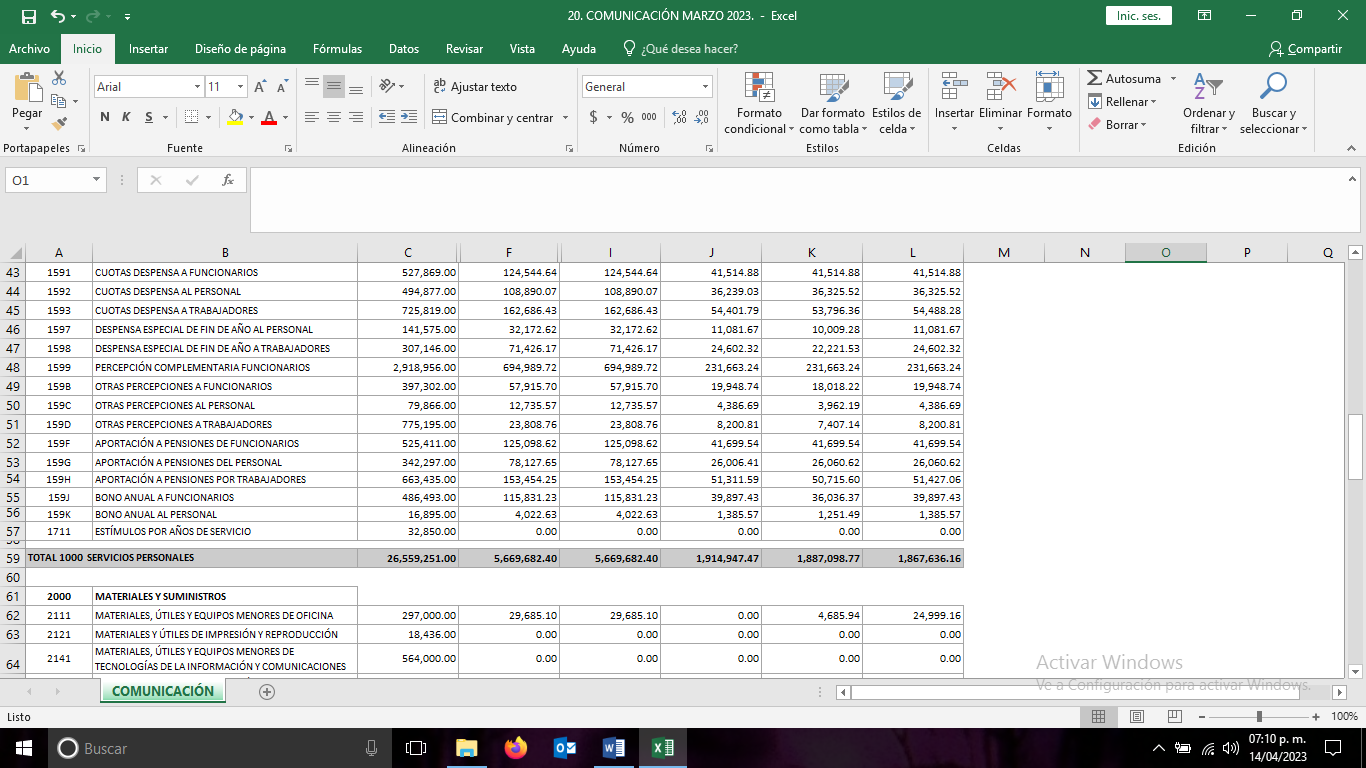 20. COMUNICACIÓN MARZO 2023. - Excel
Inic. ses.
Archivo Inicio Insertar Diseño de página Fórmulas Datos Revisar Vista Ayuda ¿Qué desea hacer? Compartir
Pegar
Arial 11
N K S
Ajustar texto
Combinar y centrar
General
$ % 000
Formato condicional
Dar formato como tabla
Estilos de celda
Insertar Eliminar Formato
Autosuma
Rellenar
Borrar
Ordenar y filtrar
Buscar y seleccionar
Portapapeles Fuente Alineación Número Estilos Celdas Edición
O1 fx
A B C F I J K L M N O P Q
43 1591 CUOTAS DESPENSA A FUNCIONARIOS 527,869.00 124,544.64 124,544.64 41,514.88 41,514.88 41,514.88
44 1592 CUOTAS DESPENSA AL PERSONAL 494,877.00 108,890.07 108,890.07 36,239.03 36,325.52 36,325.52
45 1593 CUOTAS DESPENSA A TRABAJADORES 725,819.00 162,686.43 162,686.43 54,401.79 53,796.36 54,488.28
46 1597 DESPENSA ESPECIAL DE FIN DE AÑO AL PERSONAL 141,575.00 32,172.62 32,172.62 11,081.67 10,009.28 11,081.67
47 1598 DESPENSA ESPECIAL DE FIN DE AÑO A TRABAJADORES 307,146.00 71,426.17 71,426.17 24,602.32 22,221.53 24,602.32
48 1599 PERCEPCIÓN COMPLEMENTARIA FUNCIONARIOS 2,918,956.00 694,989.72 694,989.72 231,663.24 231,663.24 231,663.24
49 159B OTRAS PERCEPCIONES A FUNCIONARIOS 397,302.00 57,915.70 57,915.70 19,948.74 18,018.22 19,948.74
50 159C OTRAS PERCEPCIONES AL PERSONAL 79,866.00 12,735.57 12,735.57 4,386.69 3,962.19 4,386.69
51 159D OTRAS PERCEPCIONES A TRABAJADORES 775,195.00 23,808.76 23,808.76 8,200.81 7,407.14 8,200.81
52 159F APORTACIÓN A PENSIONES DE FUNCIONARIOS 525,411.00 125,098.62 125,098.62 41,699.54 41,699.54 41,699.54
53 159G APORTACIÓN A PENSIONES DEL PERSONAL 342,297.00 78,127.65 78,127.65 26,006.41 26,060.62 26,060.62
54 159H APORTACIÓN A PENSIONES POR TRABAJADORES 663,435.00 153,454.25 153,454.25 51,311.59 50,715.60 51,427.06
55 159J BONO ANUAL A FUNCIONARIOS 486,493.00 115,831.23 115,831.23 39,897.43 36,036.37 39,897.43
56 159K BONO ANUAL AL PERSONAL 16,895.00 4,022.63 4,022.63 1,385.57 1,251.49 1,385.57
57 1711 ESTÍMULOS POR AÑOS DE SERVICIO 32,850.00 0.00 0.00 0.00 0.00 0.00
59 TOTAL 1000 SERVICIOS PERSONALES 26,559,251.00 5,669,682.40 5,669,682.40 1,914,947.47 1,887,098.77 1,867,636.16
60
61 2000 MATERIALES Y SUMINISTROS
62 2111 MATERIALES, ÚTILES Y EQUIPOS MENORES DE OFICINA 297,000.00 29,685.10 29,685.10 0.00 4,685.94 24,999.16
63 2121 MATERIALES Y ÚTILES DE IMPRESIÓN Y REPRODUCCIÓN 18,436.00 0.00 0.00 0.00 0.00 0.00
MATERIALES, ÚTILES Y EQUIPOS MENORES DE
64 2141 TECNOLOGÍAS DE LA INFORMACIÓN Y COMUNICACIONES 564,000.00 0.00 0.00 0.00 0.00 0.00
Activar Windows
Ve a Configuración para activar Windows.
COMUNICACIÓN
Listo 100%
Buscar
07:10 p. m.
14/04/2023